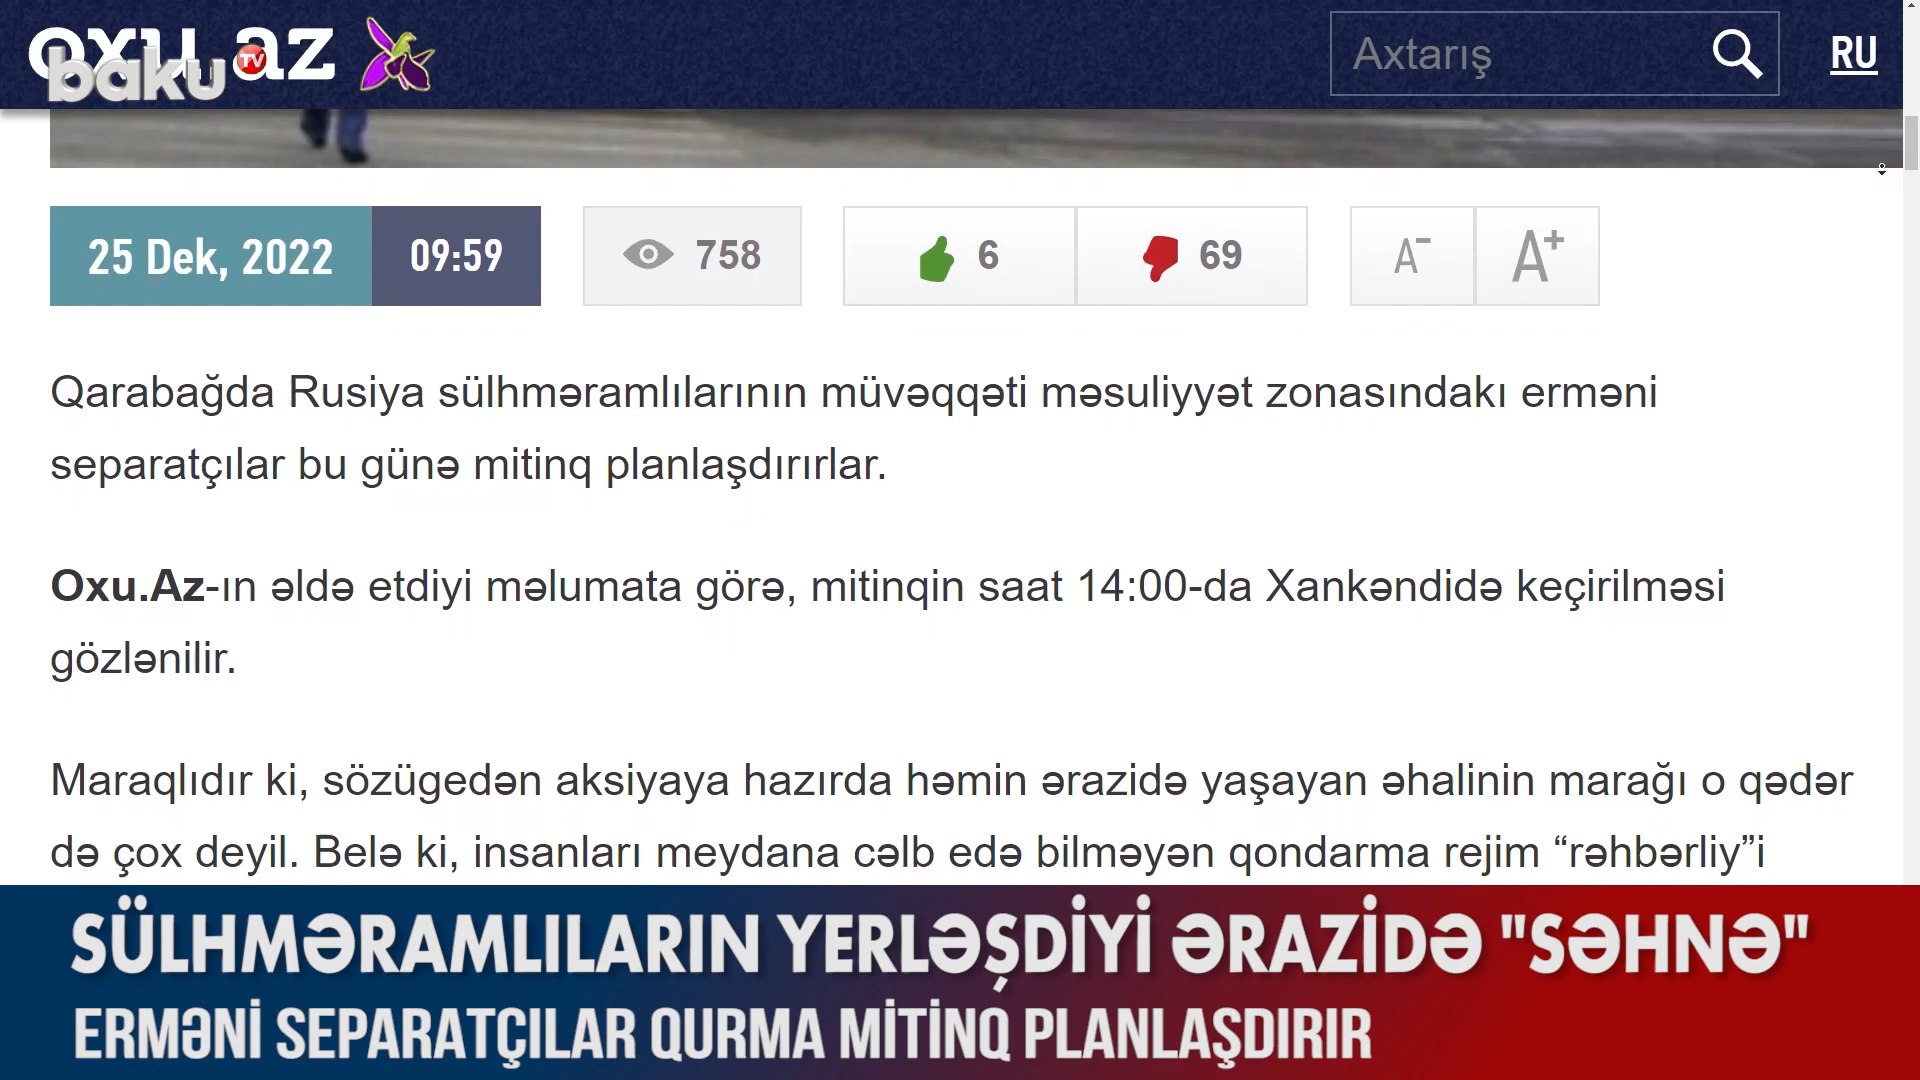 oxu.az
baku TV
Axtarış
RU
25 Dek, 2022
09:59
758
6
69
A-
A+
Qarabağda Rusiya sülhməramlılarının müvəqqəti məsuliyyət zonasındakı erməni
separatçılar bu günə mitinq planlaşdırırlar.
Oxu.Az-ın əldə etdiyi məlumata görə, mitinqin saat 14:00-da Xankəndidə keçirilməsi
gözlənilir.
Maraqlıdır ki, sözügedən aksiyaya hazırda həmin ərazidə yaşayan əhalinin marağı o qədər
də çox deyil. Belə ki, insanları meydana cəlb edə bilməyən qondarma rejim “rəhbərliy”i
SÜLHMƏRAMLILARIN YERLƏŞDİYİ ƏRAZİDƏ "SƏHNƏ"
ERMƏNİ SEPARATÇILAR QURMA MİTİNQ PLANLAŞDIRIR